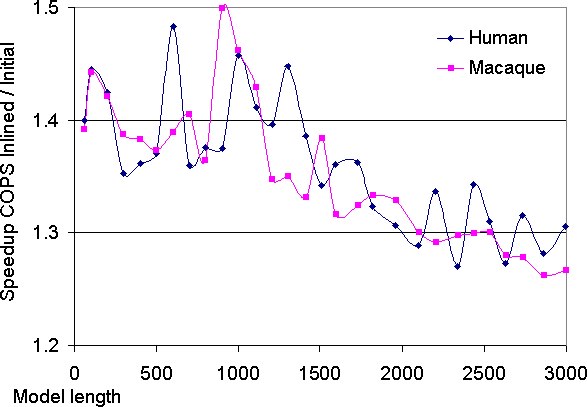 1.5
1.4
1.3
1.2
Speedup COPS Inlined / Initial
Human
Macaque
0 500 1000 1500 2000 2500 3000
Model length